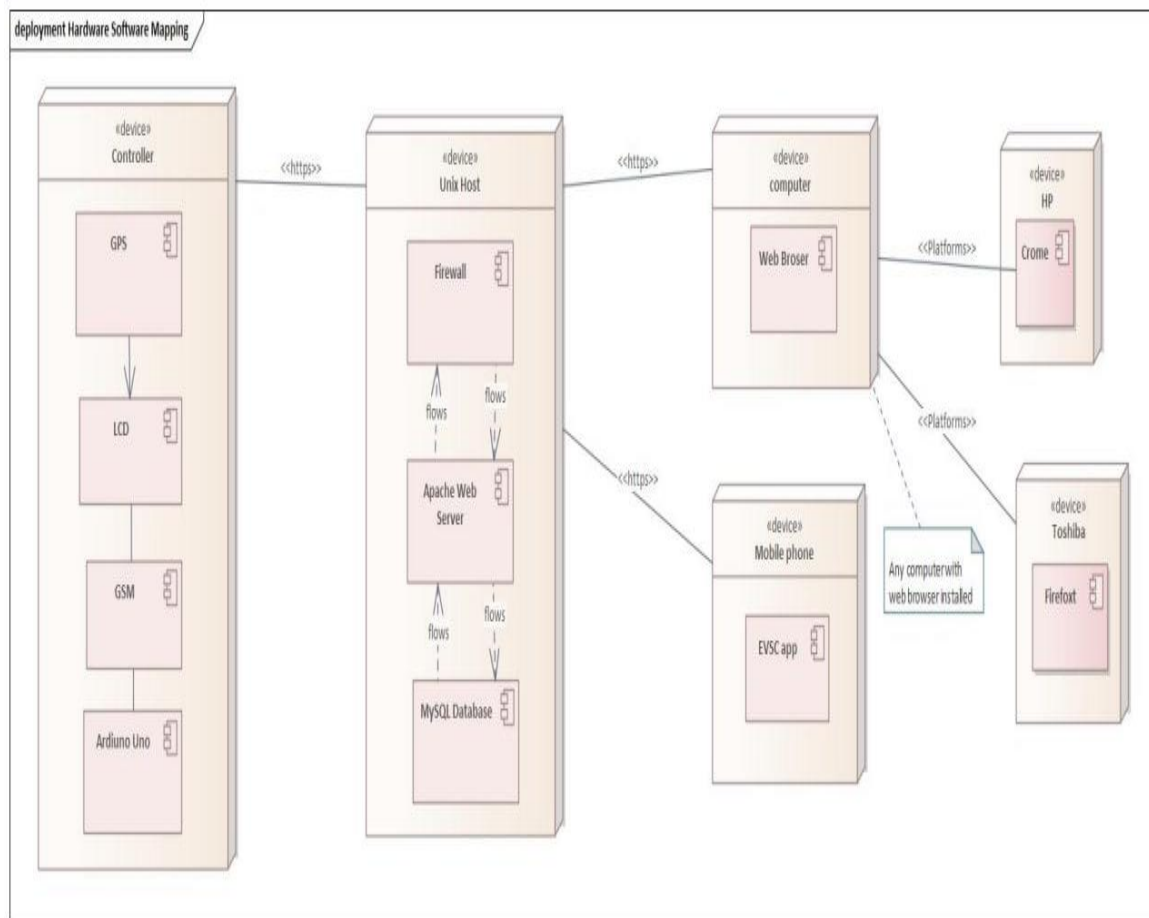 deployment Hardware Software Mapping
«device»
Controller
GPS
LCD
GSM
Ardiuno Uno
<<https>>
«device»
Unix Host
Firewall
flows
flows
Apache Web
Server
flows
flows
MySQL Database
<<https>>
<<https>>
«device»
computer
Web Broser
«device»
Mobile phone
EVSC app
<<Platforms>>
<<Platforms>>
Any computer with
web browser installed
«device»
HP
Crome
«device»
Toshiba
Firefoxt